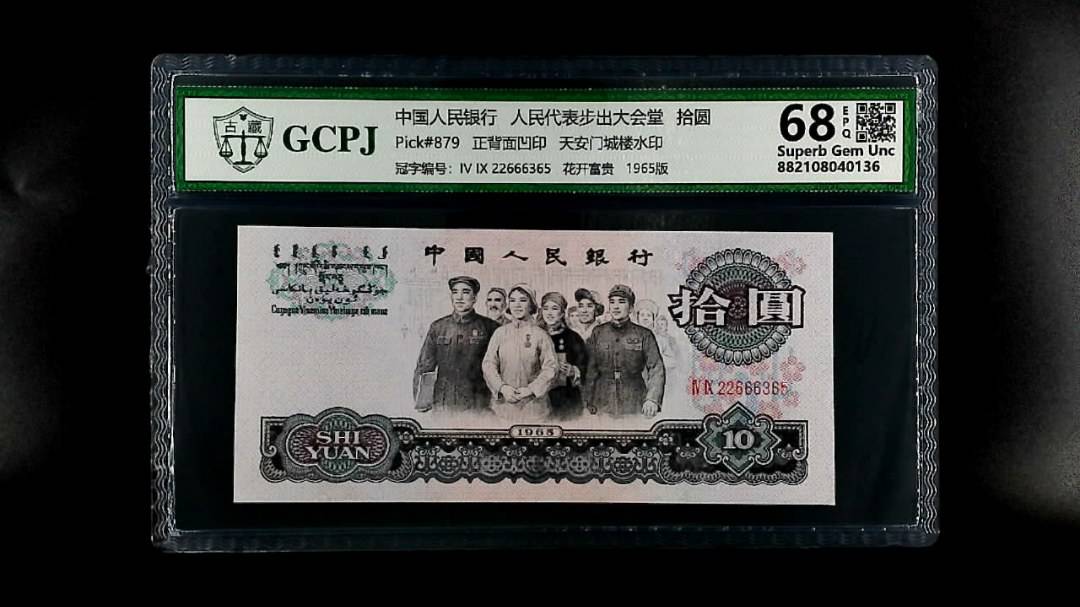 古 藏
GCPJ
中国人民银行 人民代表步出大会堂 拾圆
Pick#879 正背面凹印 天安门城楼水印
冠字编号：IV IX 22666365 花开富贵 1965版
68 EPQ
Superb Gem Unc
882108040136
中國人民銀行
拾圓
IV IX 22666365
1965
SHI
YUAN
10